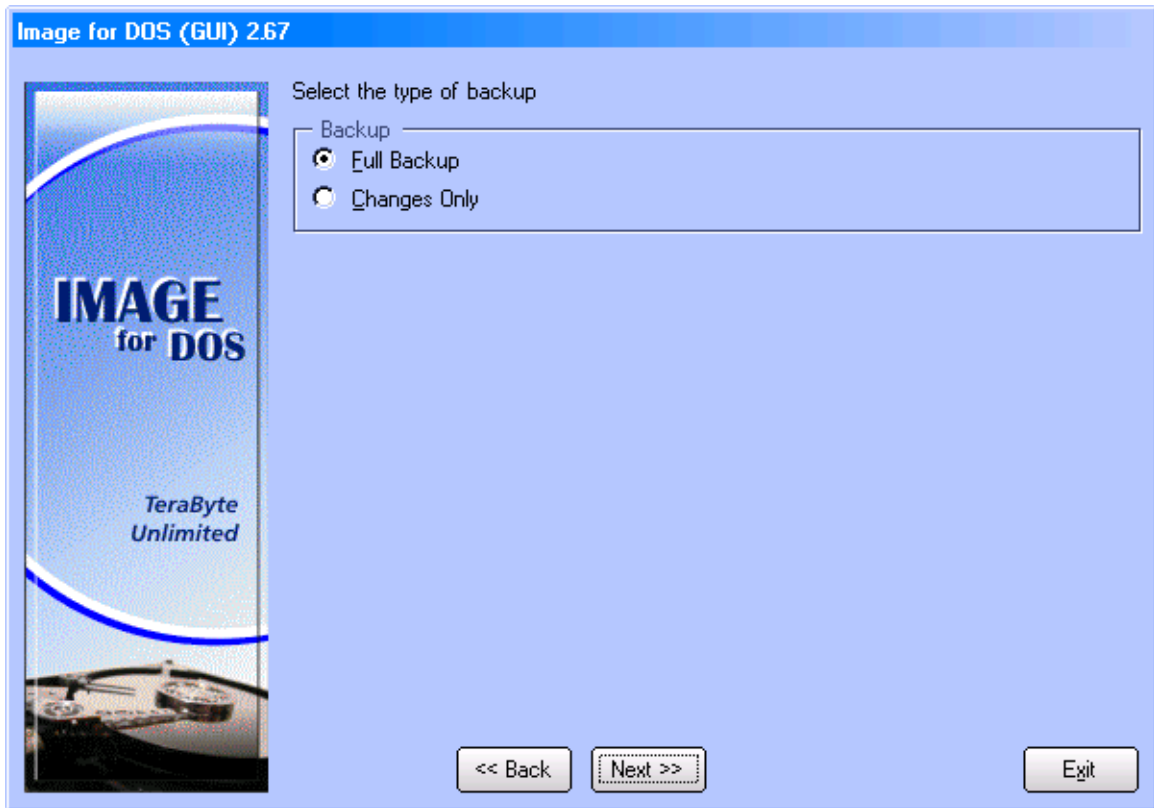 Image for DOS (GUI) 2.67
Select the type of backup
Backup
Full Backup
Changes Only
IMAGE
for DOS
TeraByte
Unlimited
<< Back
Next >>
Exit